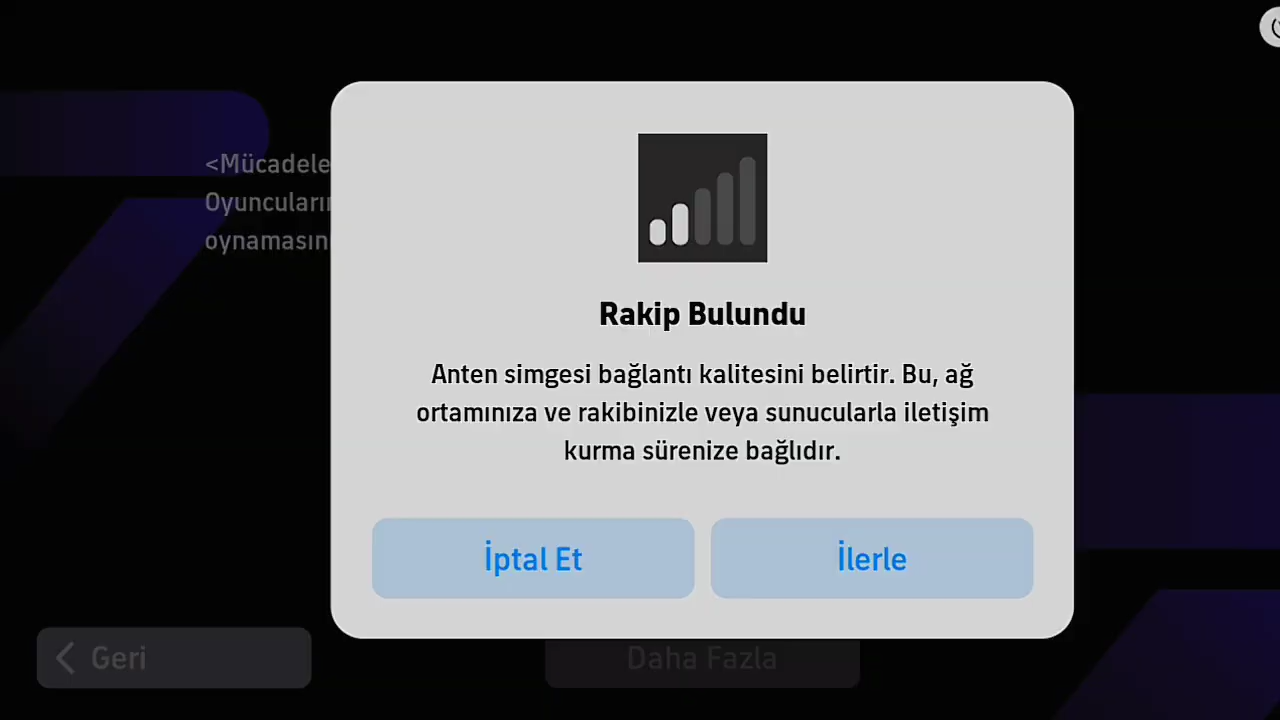 <Mücadele
oynamasın
Rakip Bulundu
Anten simgesi bağlantı kalitesini belirtir. Bu, ağ
ortamınıza ve rakibinizle veya sunucularla iletişim
kurma sürenize bağlıdır.
İptal Et
İlerle
Geri
Daha Fazla